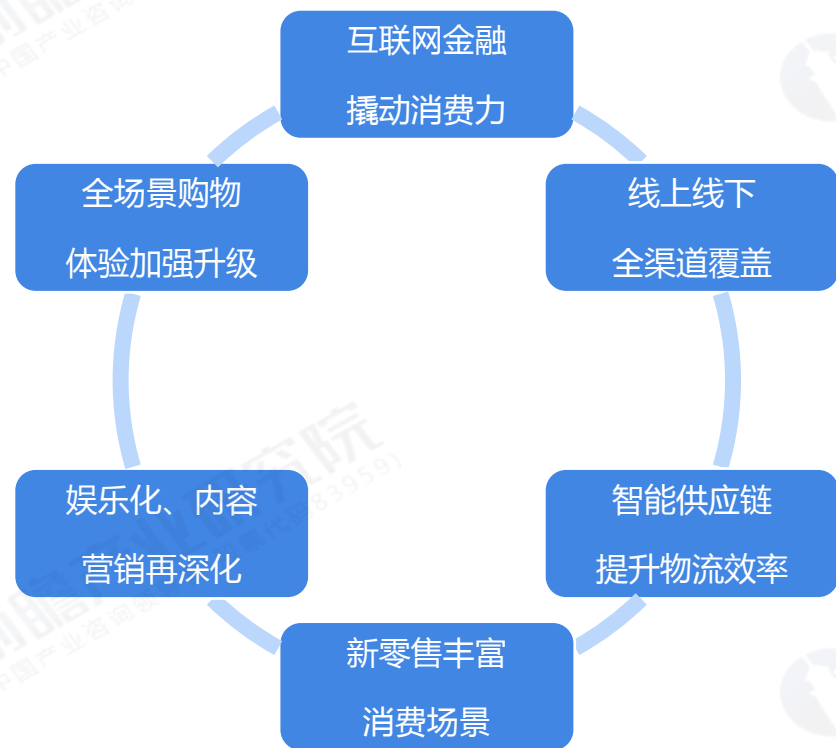 互联网金融
撬动消费力
线上线下
全渠道覆盖
智能供应链
提升物流效率
新零售丰富
消费场景
娱乐化、内容
营销再深化
全场景购物
体验加强升级